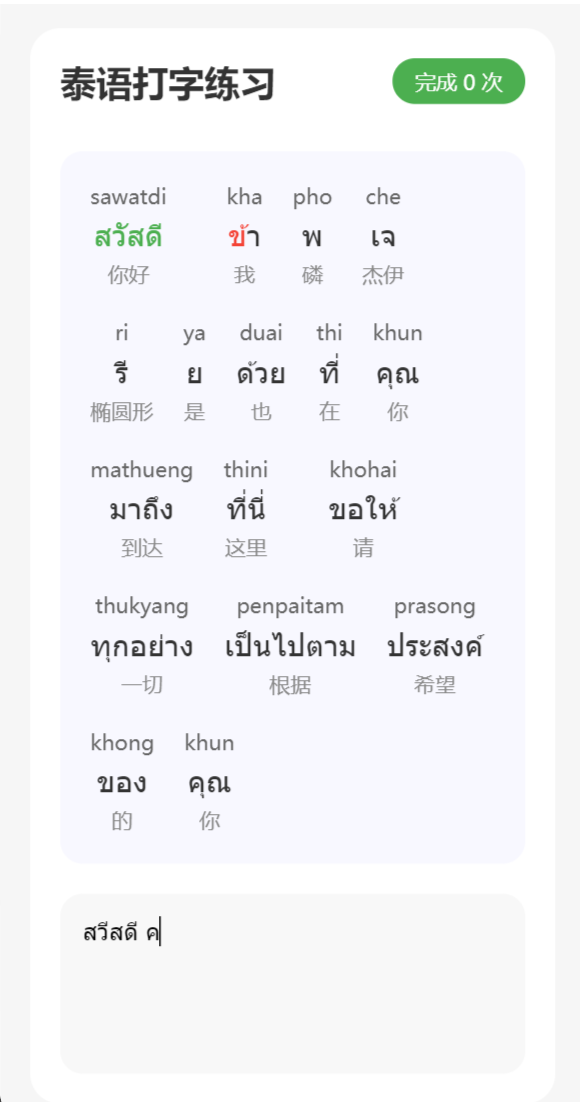 泰语打字练习 完成 0 次
sawatdi kha pho che
สวัสดี ข้า พ เจ
你好 我 磷 杰伊
ri ya duai thi khun
รี ย ด้วย ที่ คุณ
椭圆形 是 也 在 你
mathueng thini khohai
มาถึง ที่นี่ ขอให้
到达 这里 请
thukyang penpaitam prasong
ทุกอย่าง เป็นไปตาม ประสงค์
一切 根据 希望
khong khun
ของ คุณ
的 你
สวีสดี ค